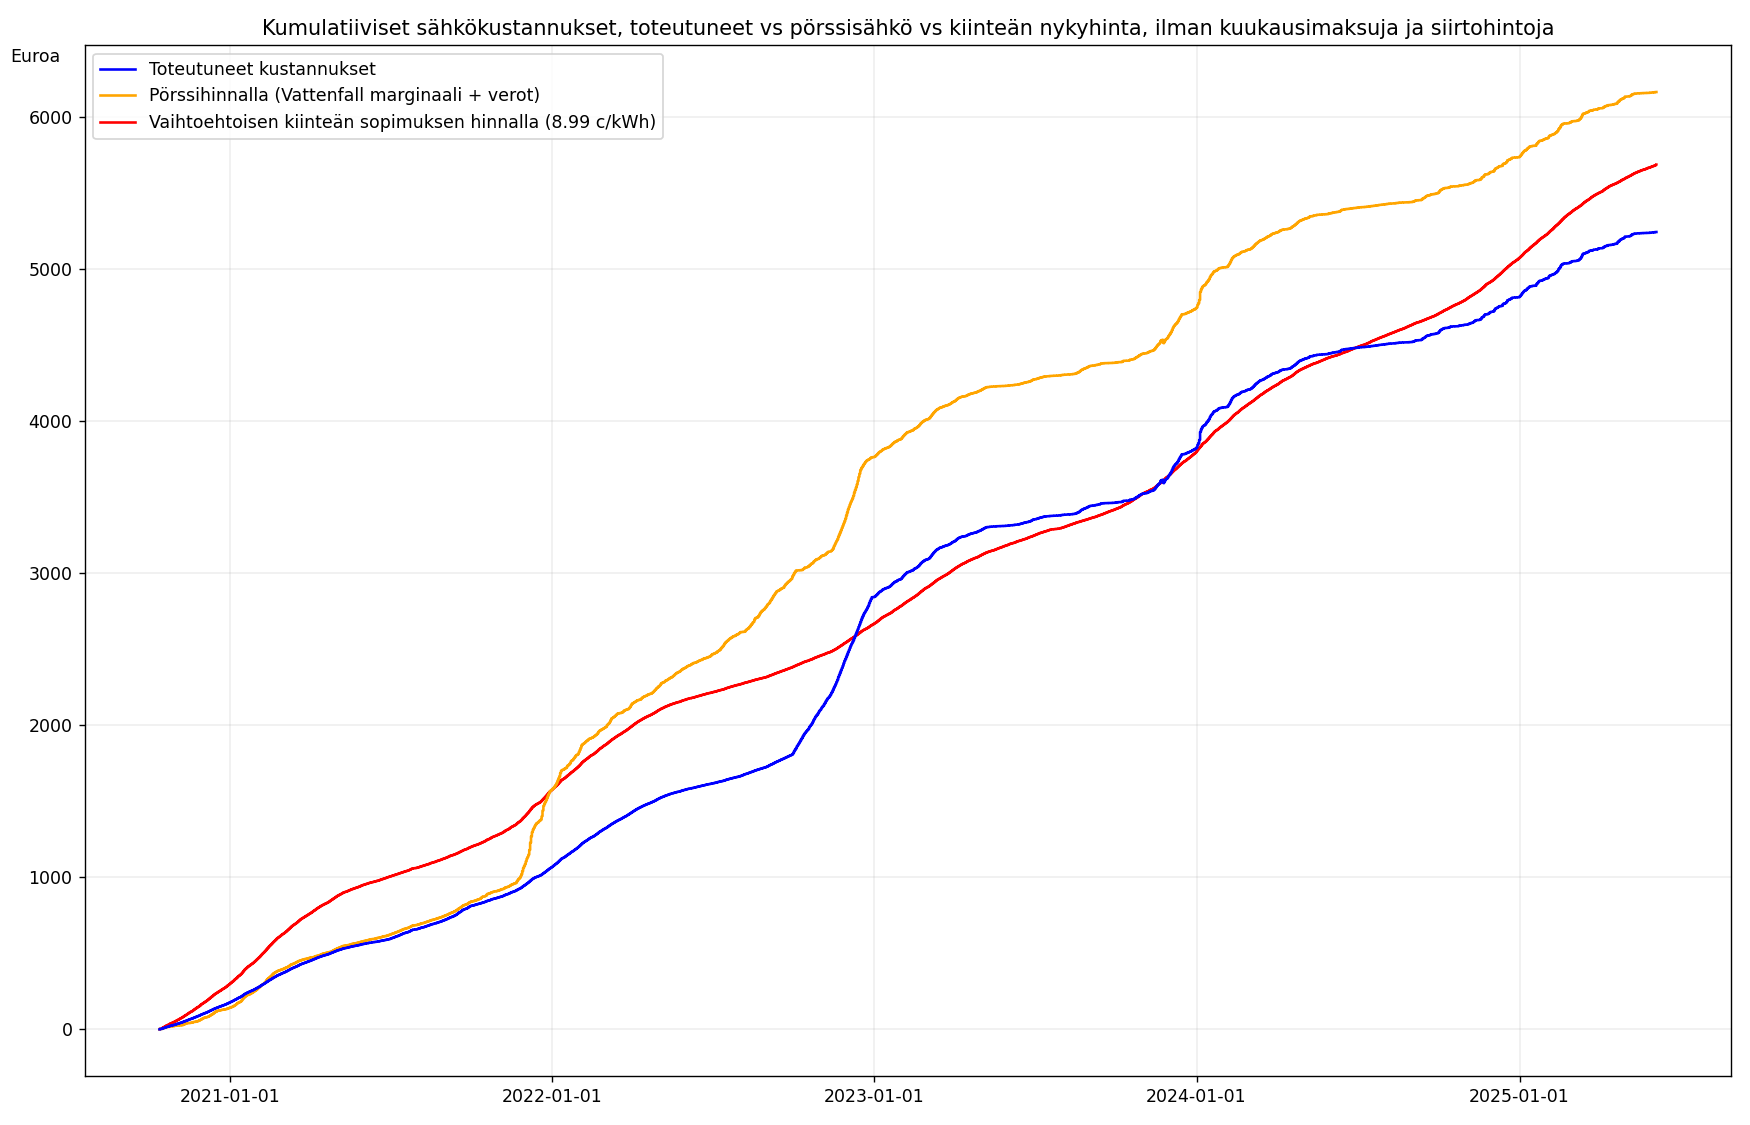 Kumulatiiviset sähkökustannukset, toteutuneet vs pörssisähkö vs kiinteän nykyhinta, ilman kuukausimaksuja ja siirtohintoja
Euroa
Toteutuneet kustannukset
Pörssihinnalla (Vattenfall marginaali + verot)
Vaihtoehtoisen kiinteän sopimuksen hinnalla (8.99 c/kWh)
6000
5000
4000
3000
2000
1000
0
2021-01-01
2022-01-01
2023-01-01
2024-01-01
2025-01-01